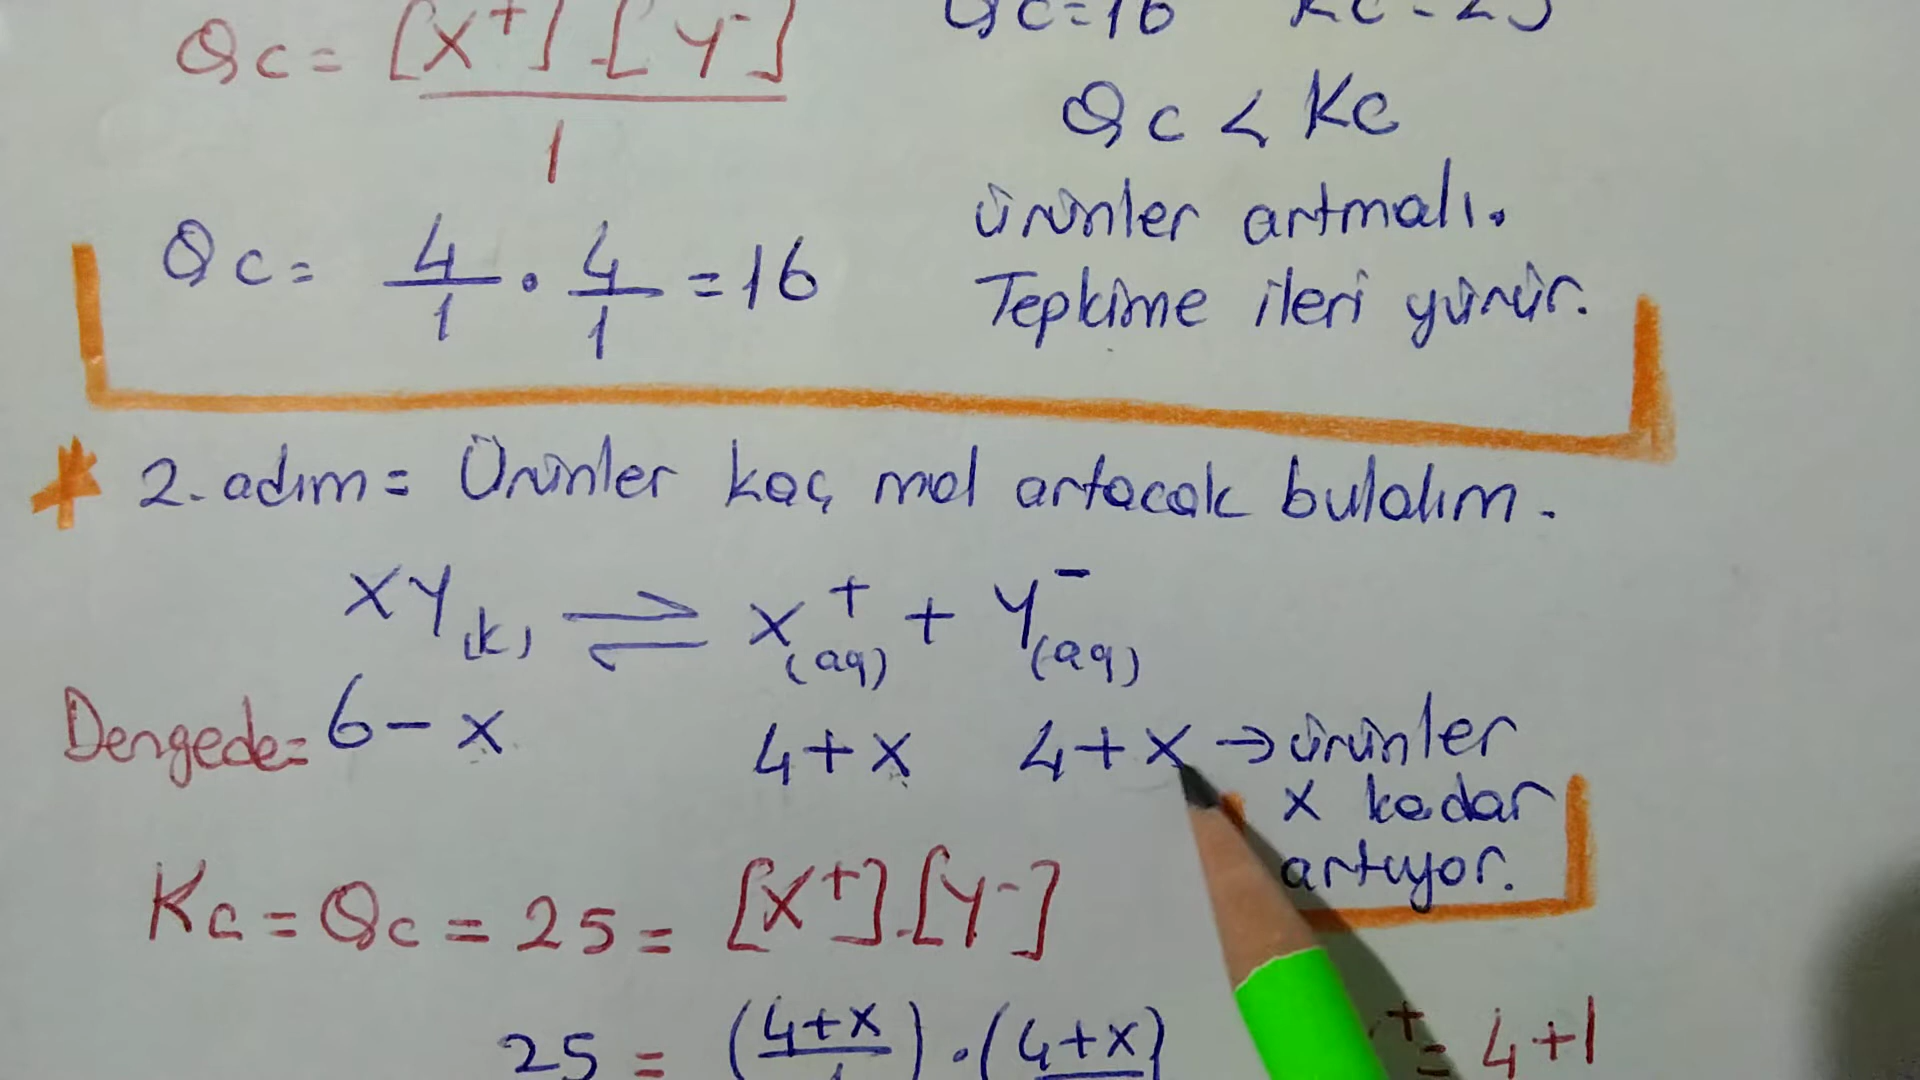 Qc = [X⁺].[Y⁻]
1
Qc = 4/1 . 4/1 = 16
Qc=16 Kc=25
Qc < Kc
ürünler artmalı.
Tepkime ileri yürür.
* 2. adım = Ürünler kaç mol artacak bulalım.
XY(k) ⇌ X⁺(aq) + Y⁻(aq)
Dengede = 6 - x 4 + x 4 + x → ürünler
x kadar
artıyor.
Kc = Qc = 25 = [X⁺].[Y⁻]
25 = (4+x/1) . (4+x)
⁺ = 4+1